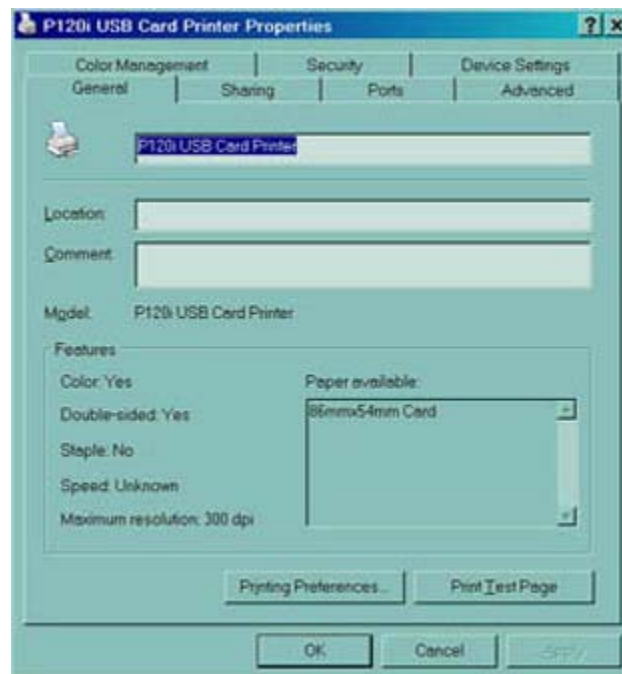 P120i USB Card Printer Properties
Color Management Security Device Settings
General Sharing Ports Advanced
P120i USB Card Printer
Location:
Comment:
Model: P120i USB Card Printer
Features
Color: Yes Paper available:
Double-sided: Yes 86mmx54mm Card
Staple: No
Speed: Unknown
Maximum resolution: 300 dpi
Printing Preferences... Print Test Page
OK Cancel Apply